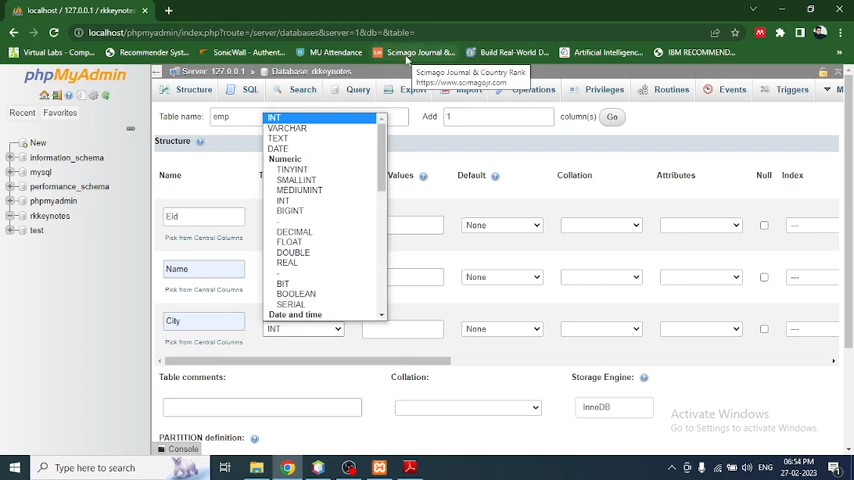 localhost / 127.0.0.1 / rkkeynotes
localhost/phpmyadmin/index.php?route=/server/databases&server=1&db=&table=
Virtual Labs - Comp...
Recommender Syst...
SonicWall - Authent...
MU Attendance
Scimago Journal &...
Build Real-World D...
Artificial Intelligenc...
IBM RECOMMEND...
Scimago Journal & Country Rank
https://www.scimagojr.com
phpMyAdmin
Recent Favorites
New
information_schema
mysql
performance_schema
phpmyadmin
rkkeynotes
test
Server: 127.0.0.1 » Database: rkkeynotes
Structure SQL Search Query Export Import Operations Privileges Routines Events Triggers M
Table name: emp Add 1 column(s) Go
Structure
Name T Values Default Collation Attributes Null Index
INT
VARCHAR
TEXT
DATE
Numeric
TINYINT
SMALLINT
MEDIUMINT
INT
BIGINT
-
DECIMAL
FLOAT
DOUBLE
REAL
-
BIT
BOOLEAN
SERIAL
Date and time
EId None ---
Pick from Central Columns
Name None ---
Pick from Central Columns
City INT None ---
Pick from Central Columns
Table comments: Collation: Storage Engine:
InnoDB
PARTITION definition:
Console
Activate Windows
Go to Settings to activate Windows.
Type here to search
ENG
06:54 PM
27-02-2023